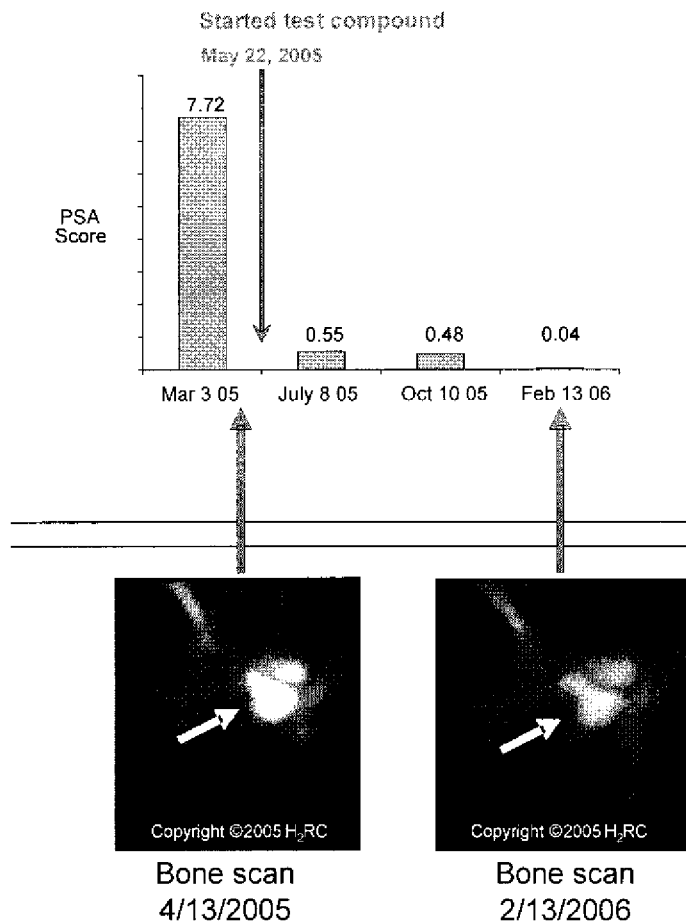 Started test compound
May 22, 2005
7.72
PSA
Score
0.55
0.48
0.04
Mar 3 05
July 8 05
Oct 10 05
Feb 13 06
Copyright ©2005 H₂RC
Copyright ©2005 H₂RC
Bone scan
4/13/2005
Bone scan
2/13/2006